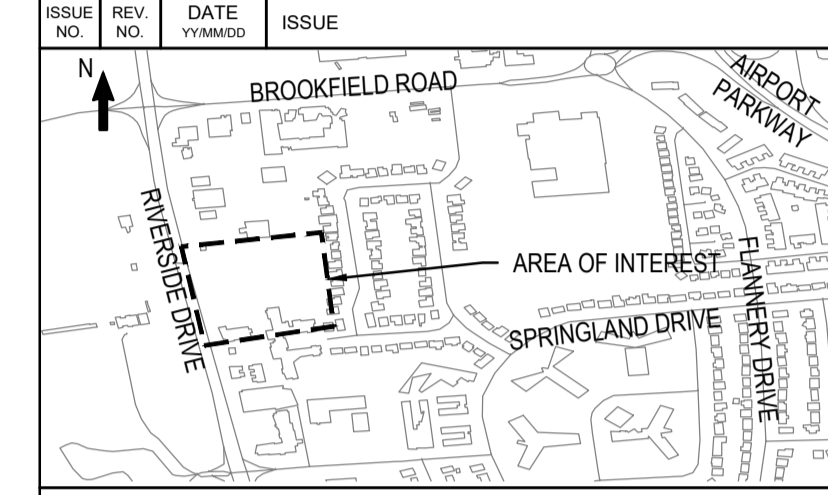 ISSUE NO.
REV. NO.
DATE
YY/MM/DD
ISSUE
N
BROOKFIELD ROAD
AIRPORT
PARKWAY
RIVERSIDE DRIVE
AREA OF INTEREST
FLANNERY DRIVE
SPRINGLAND DRIVE